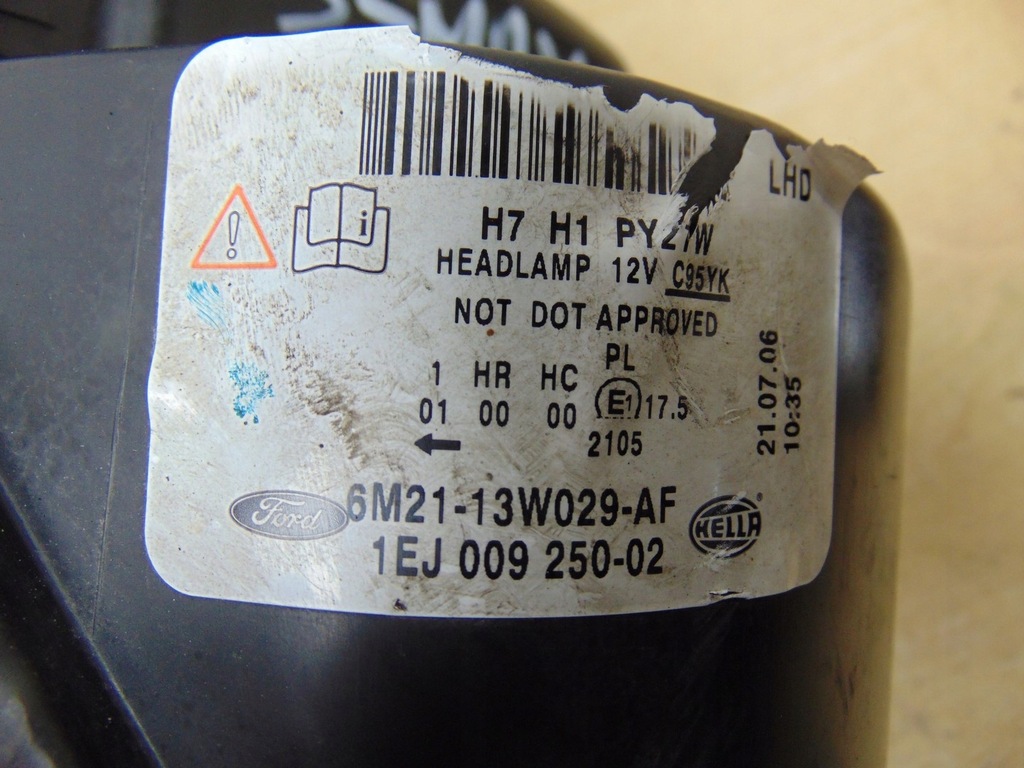 LHD
i
H7 H1 PY21W
HEADLAMP 12V C95YK
NOT DOT APPROVED
PL
1 HR HC
01 00 00 E1 17.5
2105
21.07.06
10:35
Ford 6M21-13W029-AF HELLA®
1EJ 009 250-02